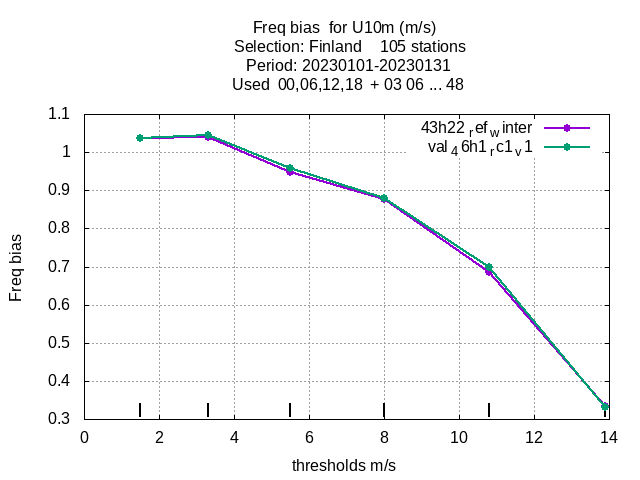 Freq bias for U10m (m/s)
Selection: Finland 105 stations
Period: 20230101-20230131
Used 00,06,12,18 + 03 06 ... 48
43h22 ref winter
val 4 6h1 r c1 v 1
1.1
1
0.9
0.8
0.7
0.6
0.5
0.4
0.3
Freq bias
0 2 4 6 8 10 12 14
thresholds m/s